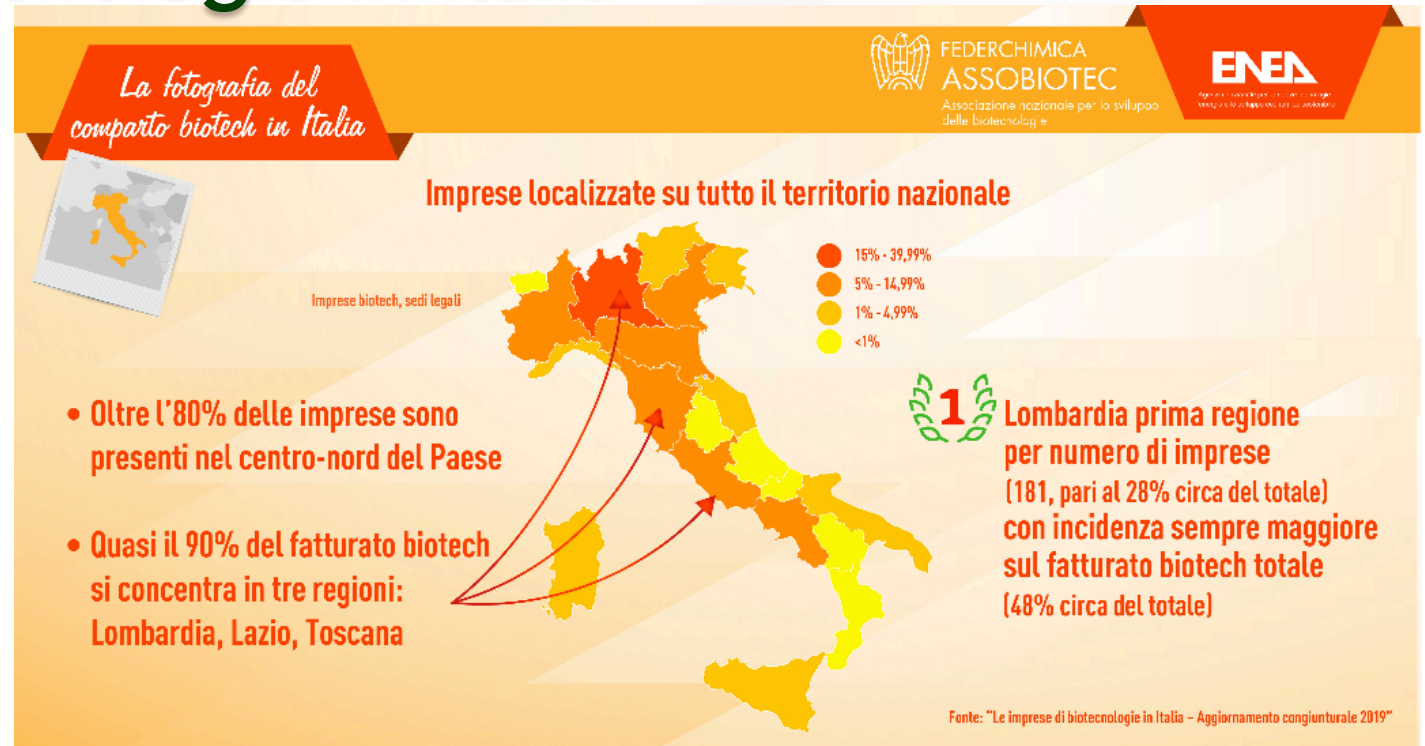 La fotografia del
comparto biotech in Italia
FEDERCHIMICA
ASSOBIOTEC
Associazione nazionale per lo sviluppo
delle biotecnologie
ENEA
Imprese localizzate su tutto il territorio nazionale
15% - 39,99%
5% - 14,99%
1% - 4,99%
<1%
Imprese biotech, sedi legali
• Oltre l'80% delle imprese sono
presenti nel centro-nord del Paese
• Quasi il 90% del fatturato biotech
si concentra in tre regioni:
Lombardia, Lazio, Toscana
1
Lombardia prima regione
per numero di imprese
(181, pari al 28% circa del totale)
con incidenza sempre maggiore
sul fatturato biotech totale
(48% circa del totale)
Fonte: "Le imprese di biotecnologie in Italia – Aggiornamento congiunturale 2019"